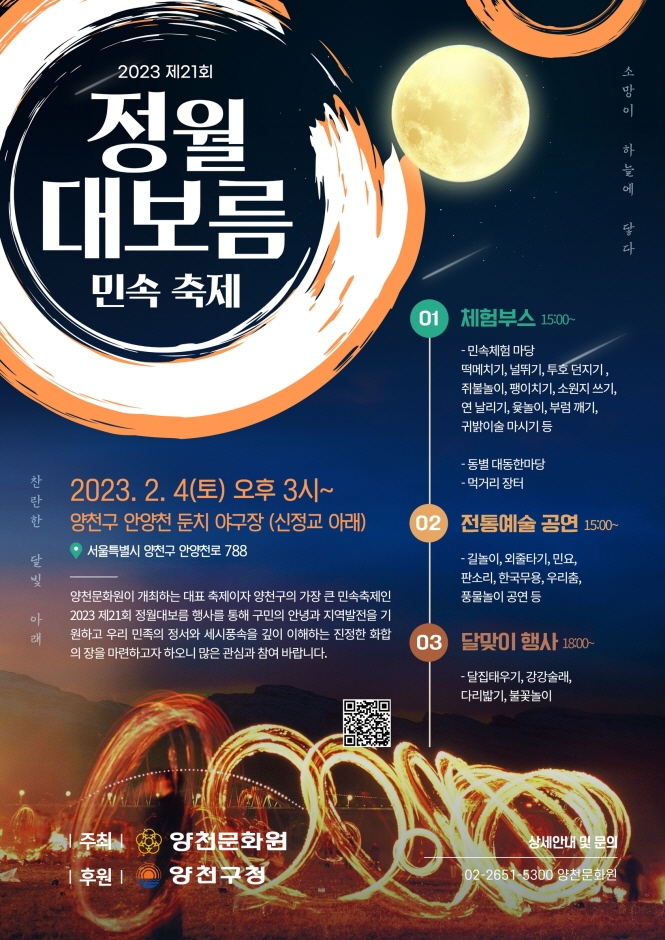 2023 제21회
정월
대보름
민속 축제
소망이 하늘에 닿다
01 체험부스 15:00~
- 민속체험 마당
떡메치기, 널뛰기, 투호 던지기 ,
쥐불놀이, 팽이치기, 소원지 쓰기,
연 날리기, 윷놀이, 부럼 깨기,
귀밝이술 마시기 등
- 동별 대동한마당
- 먹거리 장터
02 전통예술 공연 15:00~
- 길놀이, 외줄타기, 민요,
판소리, 한국무용, 우리춤,
풍물놀이 공연 등
03 달맞이 행사 18:00~
- 달집태우기, 강강술래,
다리밟기, 불꽃놀이
찬란한 달빛 아래
2023. 2. 4(토) 오후 3시~
양천구 안양천 둔치 야구장 (신정교 아래)
서울특별시 양천구 안양천로 788
양천문화원이 개최하는 대표 축제이자 양천구의 가장 큰 민속축제인
2023 제21회 정월대보름 행사를 통해 구민의 안녕과 지역발전을 기
원하고 우리 민족의 정서와 세시풍속을 깊이 이해하는 진정한 화합
의 장을 마련하고자 하오니 많은 관심과 참여 바랍니다.
| 주최 | 양천문화원
| 후원 | 양천구청
상세안내 및 문의
02-2651-5300 양천문화원